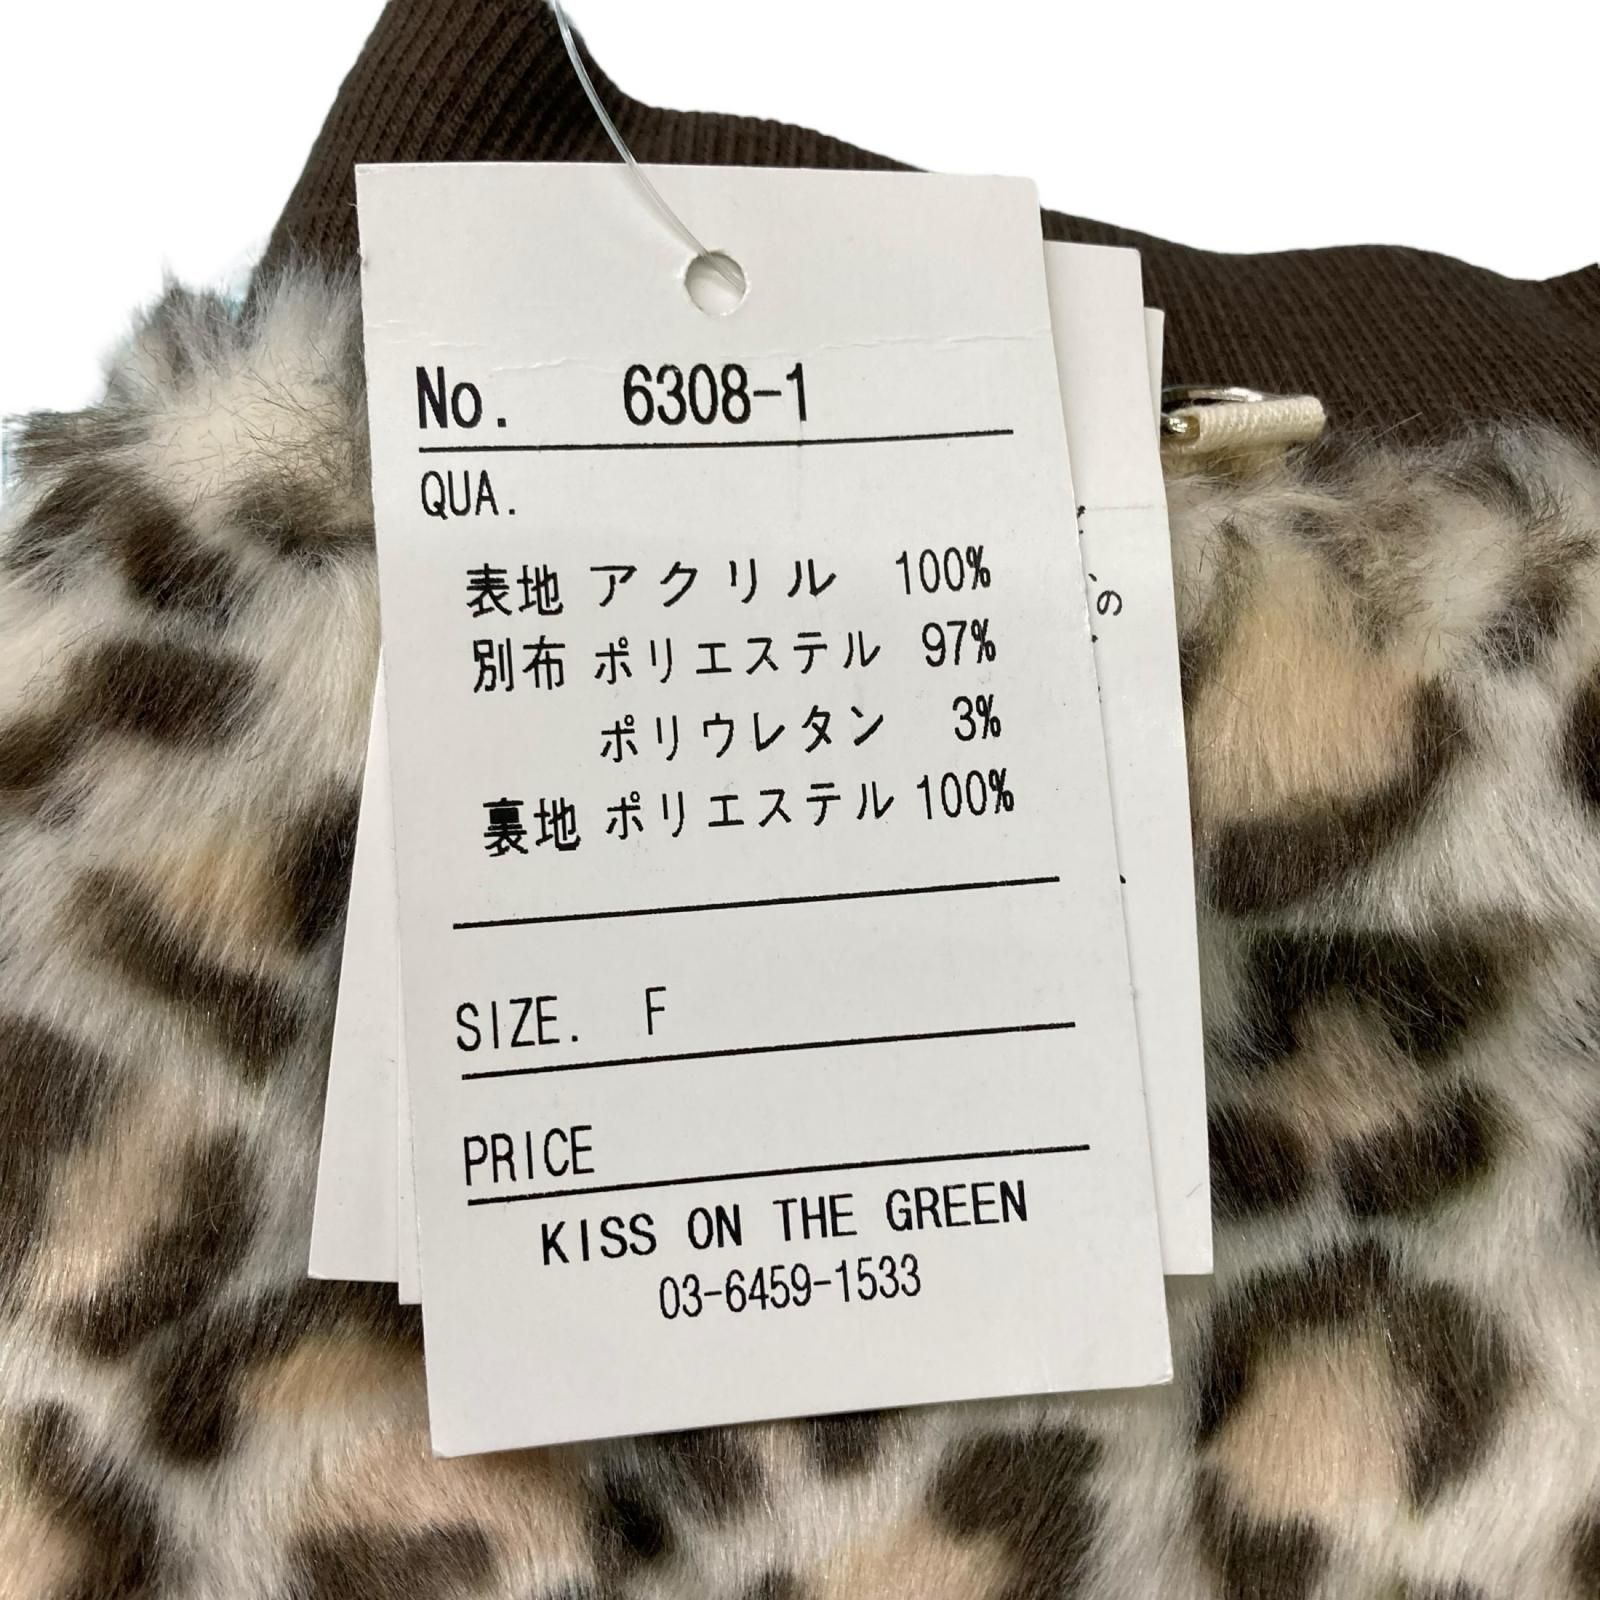 No. 6308-1
QUA.
表地 アクリル 100%
別布 ポリエステル 97%
ポリウレタン 3%
裏地 ポリエステル 100%
SIZE. F
PRICE
KISS ON THE GREEN
03-6459-1533
の